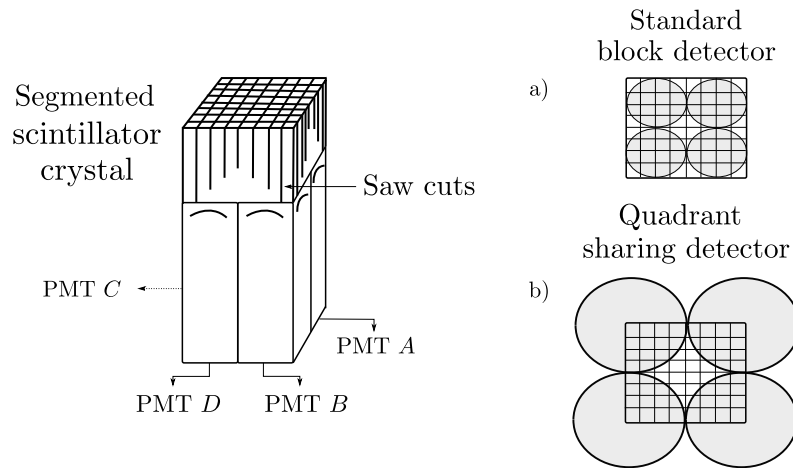 Segmented
scintillator
crystal
Saw cuts
PMT C
PMT A
PMT D
PMT B
Standard
block detector
a)
Quadrant
sharing detector
b)